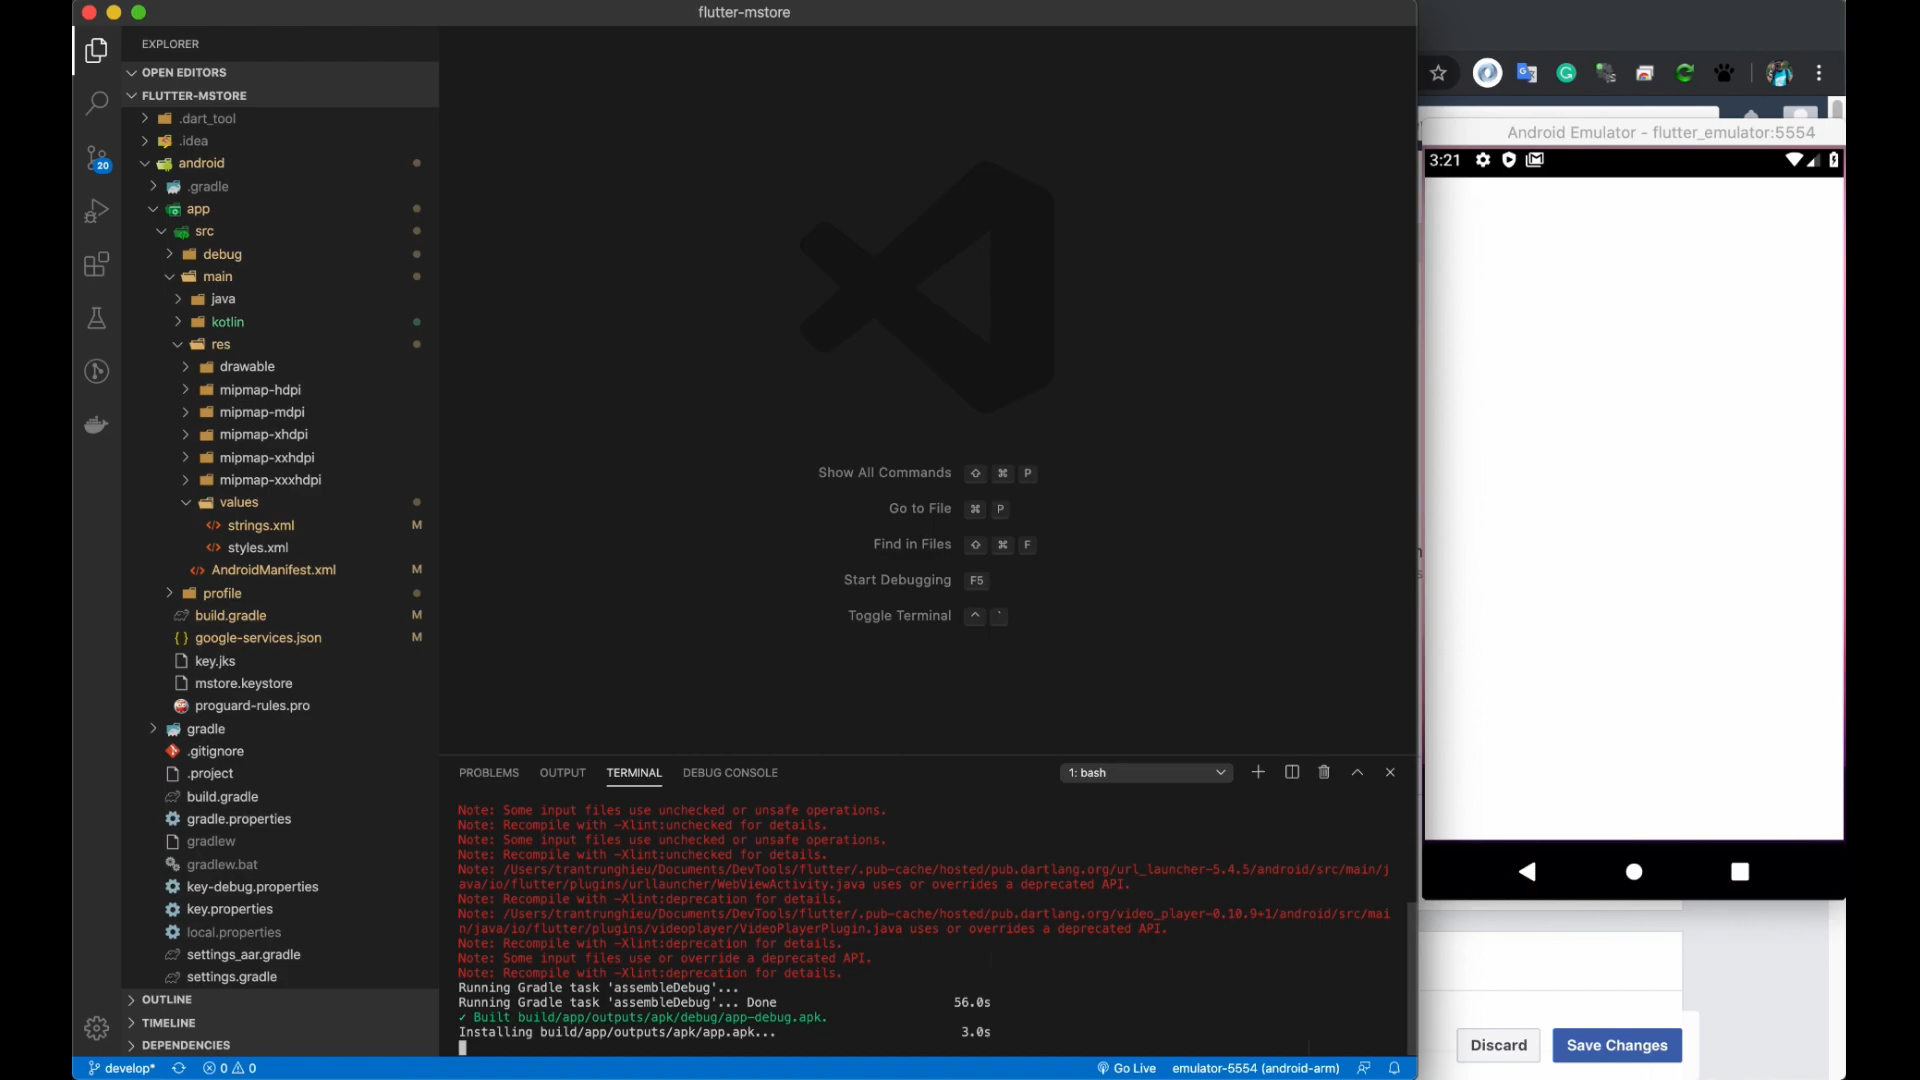 flutter-mstore
EXPLORER
OPEN EDITORS
FLUTTER-MSTORE
.dart_tool
.idea
android
.gradle
app
src
debug
main
java
kotlin
res
drawable
mipmap-hdpi
mipmap-mdpi
mipmap-xhdpi
mipmap-xxhdpi
mipmap-xxxhdpi
values
strings.xml M
styles.xml
AndroidManifest.xml M
profile
build.gradle M
google-services.json M
key.jks
mstore.keystore
proguard-rules.pro
gradle
.gitignore
.project
build.gradle
gradle.properties
gradlew
gradlew.bat
key-debug.properties
key.properties
local.properties
settings_aar.gradle
settings.gradle
OUTLINE
TIMELINE
DEPENDENCIES
20
Show All Commands ⇧ ⌘ P
Go to File ⌘ P
Find in Files ⇧ ⌘ F
Start Debugging F5
Toggle Terminal ^ `
PROBLEMS OUTPUT TERMINAL DEBUG CONSOLE 1: bash
Note: Some input files use unchecked or unsafe operations.
Note: Recompile with -Xlint:unchecked for details.
Note: Some input files use unchecked or unsafe operations.
Note: Recompile with -Xlint:unchecked for details.
Note: /Users/trantrunghieu/Documents/DevTools/flutter/.pub-cache/hosted/pub.dartlang.org/url_launcher-5.4.5/android/src/main/j
ava/io/flutter/plugins/urllauncher/WebViewActivity.java uses or overrides a deprecated API.
Note: Recompile with -Xlint:deprecation for details.
Note: /Users/trantrunghieu/Documents/DevTools/flutter/.pub-cache/hosted/pub.dartlang.org/video_player-0.10.9+1/android/src/mai
n/java/io/flutter/plugins/videoplayer/VideoPlayerPlugin.java uses or overrides a deprecated API.
Note: Recompile with -Xlint:deprecation for details.
Note: Some input files use or override a deprecated API.
Note: Recompile with -Xlint:deprecation for details.
Running Gradle task 'assembleDebug'...
Running Gradle task 'assembleDebug'... Done 56.0s
✓ Built build/app/outputs/apk/debug/app-debug.apk.
Installing build/app/outputs/apk/app.apk... 3.0s
develop* 0 0 Go Live emulator-5554 (android-arm)
Android Emulator - flutter_emulator:5554
3:21
Discard Save Changes